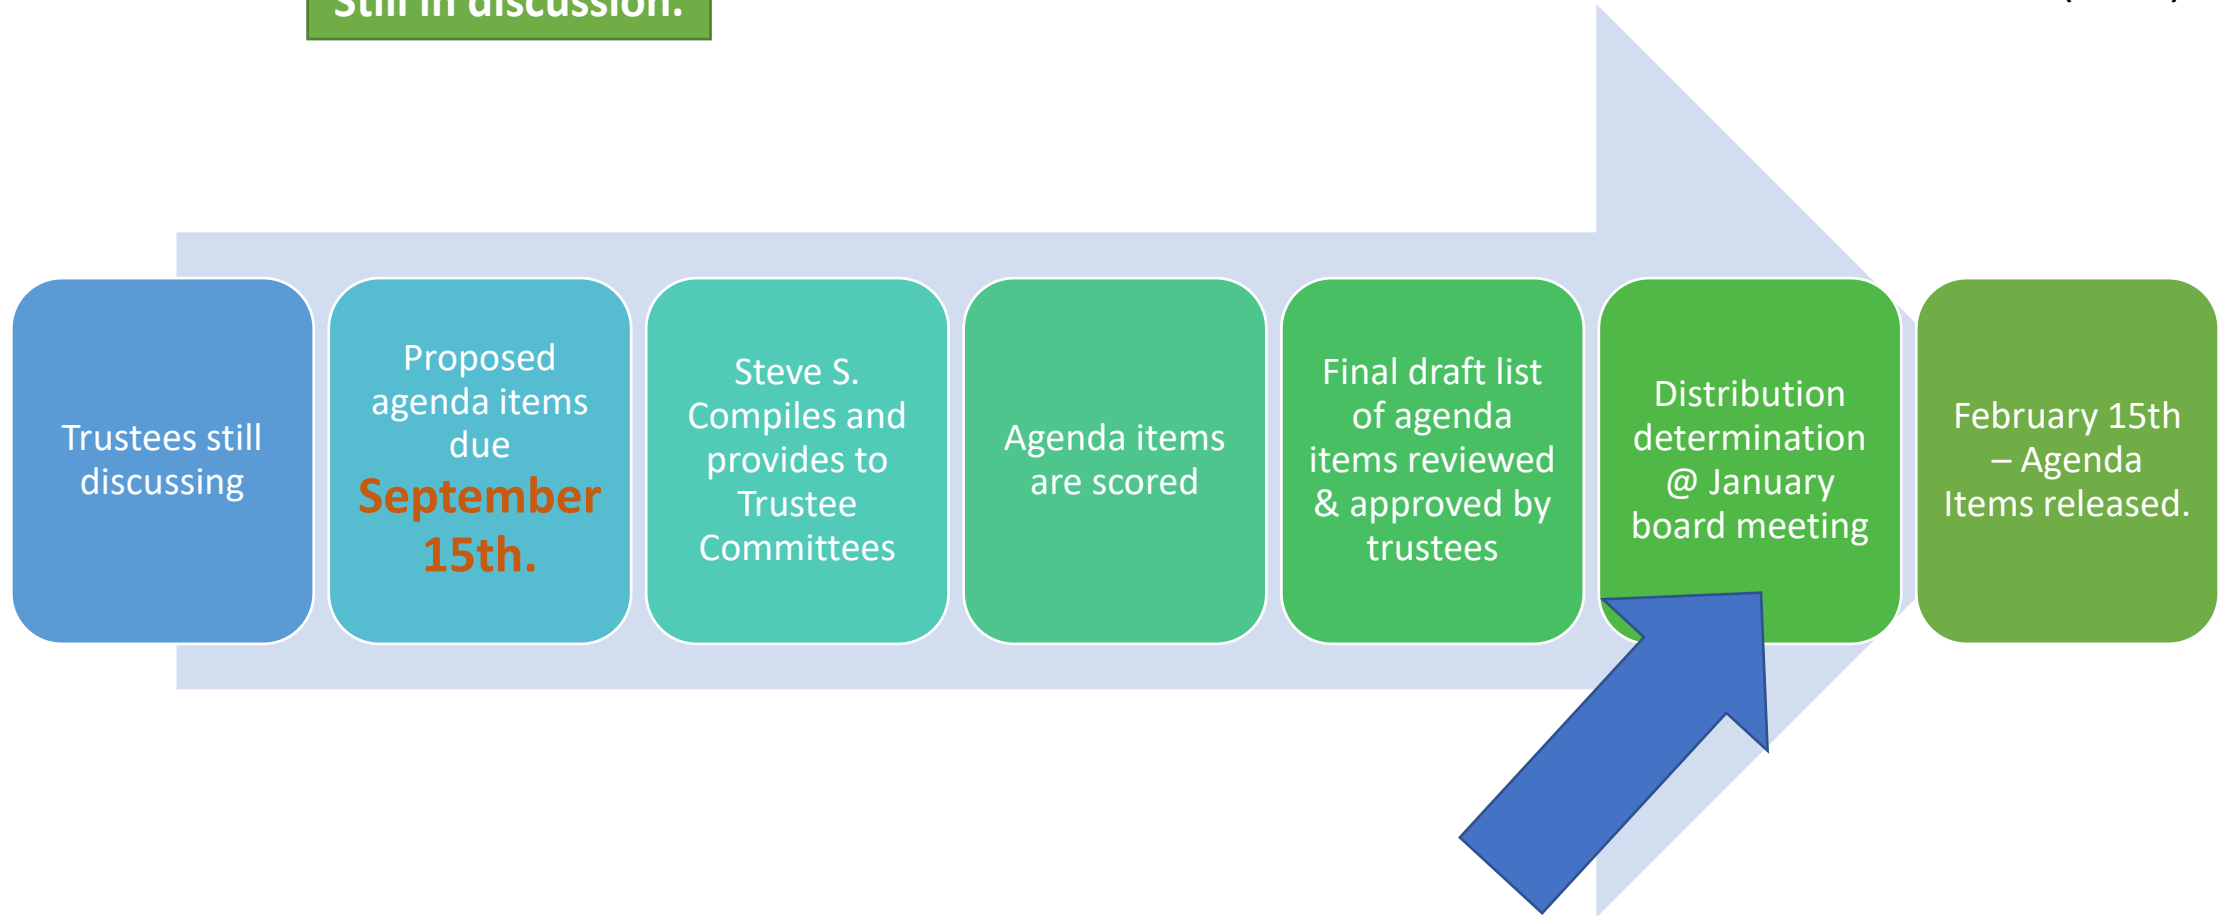 Still in discussion.
Trustees still
discussing
Proposed
agenda items
due
September
15th.
Steve S.
Compiles and
provides to
Trustee
Committees
Agenda items
are scored
Final draft list
of agenda
items reviewed
& approved by
trustees
Distribution
determination
@ January
board meeting
February 15th
– Agenda
Items released.